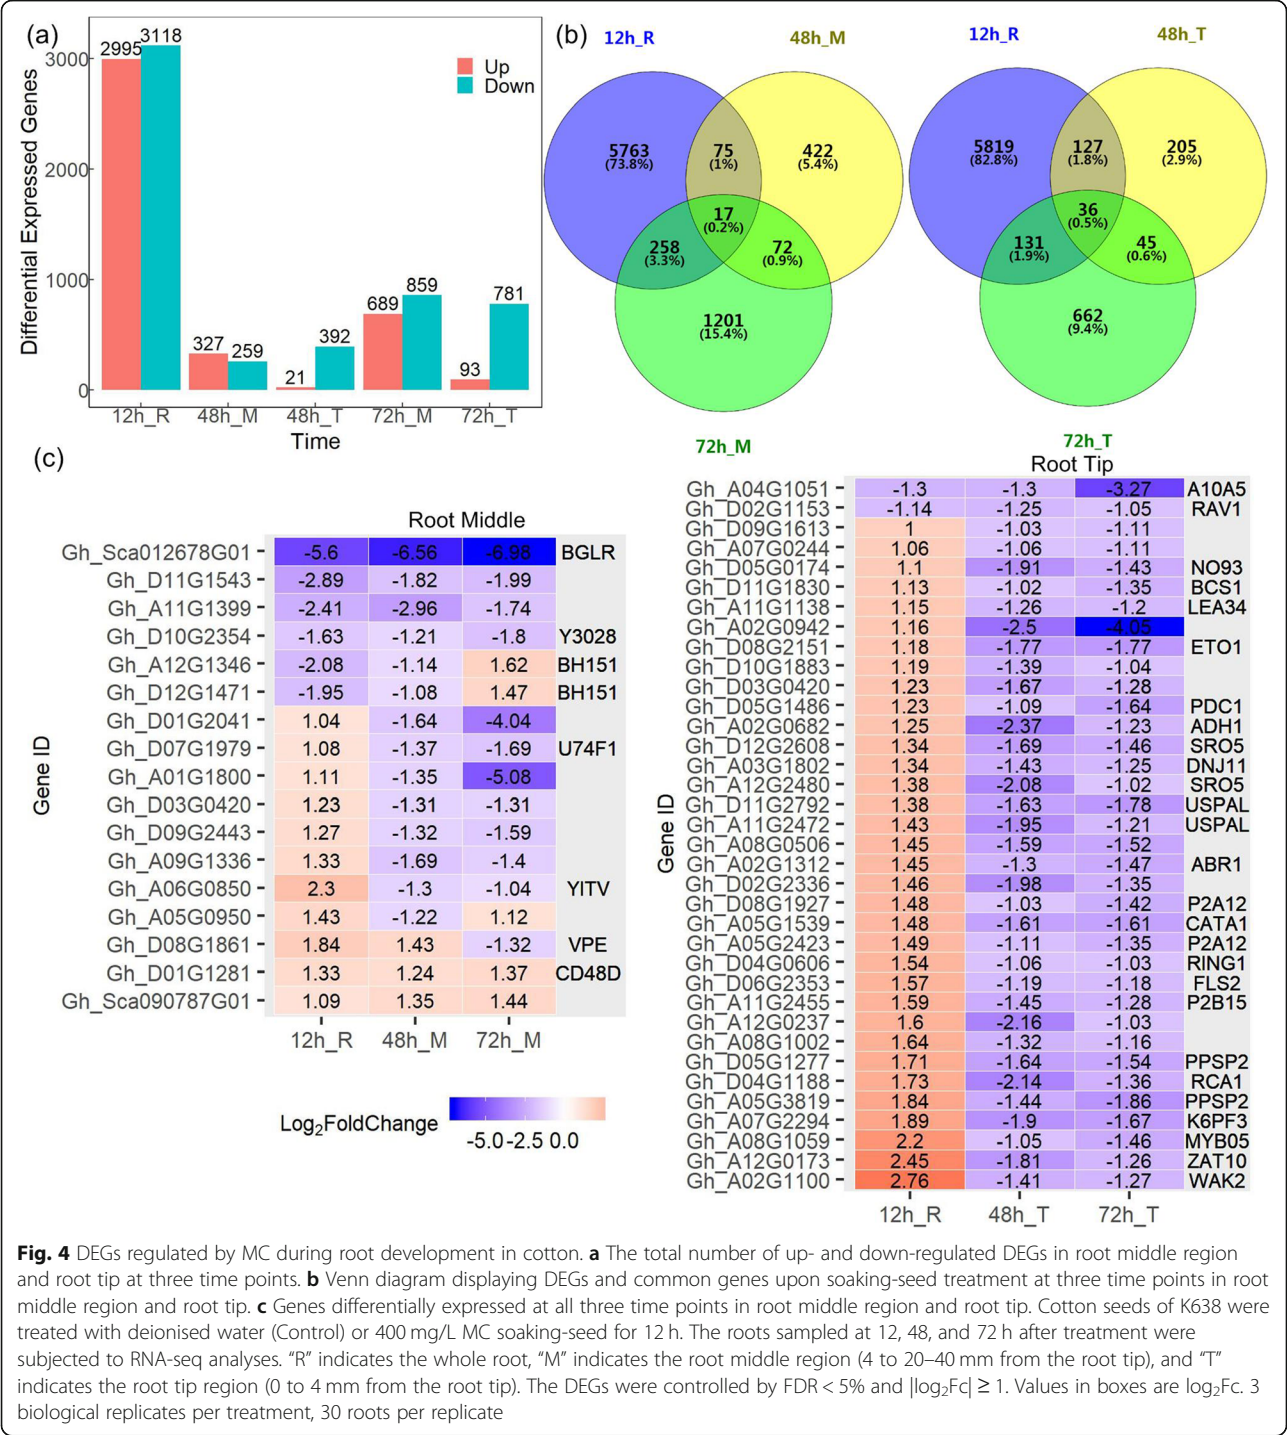 (a)
Differential Expressed Genes
3000
2000
1000
0
2995 3118
327 259
21 392
689 859
93 781
Up
Down
12h_R 48h_M 48h_T 72h_M 72h_T
Time
(b)
12h_R 48h_M
5763 (73.8%)
75 (1%)
422 (5.4%)
17 (0.2%)
258 (3.3%)
72 (0.9%)
1201 (15.4%)
72h_M
12h_R 48h_T
5819 (82.8%)
127 (1.8%)
205 (2.9%)
36 (0.5%)
131 (1.9%)
45 (0.6%)
662 (9.4%)
72h_T
(c)
Root Middle
Gene ID
Gh_Sca012678G01 -5.6 -6.56 -6.98 BGLR
Gh_D11G1543 -2.89 -1.82 -1.99
Gh_A11G1399 -2.41 -2.96 -1.74
Gh_D10G2354 -1.63 -1.21 -1.8 Y3028
Gh_A12G1346 -2.08 -1.14 1.62 BH151
Gh_D12G1471 -1.95 -1.08 1.47 BH151
Gh_D01G2041 1.04 -1.64 -4.04
Gh_D07G1979 1.08 -1.37 -1.69 U74F1
Gh_A01G1800 1.11 -1.35 -5.08
Gh_D03G0420 1.23 -1.31 -1.31
Gh_D09G2443 1.27 -1.32 -1.59
Gh_A09G1336 1.33 -1.69 -1.4
Gh_A06G0850 2.3 -1.3 -1.04 YITV
Gh_A05G0950 1.43 -1.22 1.12
Gh_D08G1861 1.84 1.43 -1.32 VPE
Gh_D01G1281 1.33 1.24 1.37 CD48D
Gh_Sca090787G01 1.09 1.35 1.44
12h_R 48h_M 72h_M
Log2FoldChange
-5.0 -2.5 0.0
Root Tip
Gene ID
Gh_A04G1051 -1.3 -1.3 -3.27 A10A5
Gh_D02G1153 -1.14 -1.25 -1.05 RAV1
Gh_D09G1613 1 -1.03 -1.11
Gh_A07G0244 1.06 -1.06 -1.11
Gh_D05G0174 1.1 -1.91 -1.43 NO93
Gh_D11G1830 1.13 -1.02 -1.35 BCS1
Gh_A11G1138 1.15 -1.26 -1.2 LEA34
Gh_A02G0942 1.16 -2.5 -4.05
Gh_D08G2151 1.18 -1.77 -1.77 ETO1
Gh_D10G1883 1.19 -1.39 -1.04
Gh_D03G0420 1.23 -1.67 -1.28
Gh_D05G1486 1.23 -1.09 -1.64 PDC1
Gh_A02G0682 1.25 -2.37 -1.23 ADH1
Gh_D12G2608 1.34 -1.69 -1.46 SRO5
Gh_A03G1802 1.34 -1.43 -1.25 DNJ11
Gh_A12G2480 1.38 -2.08 -1.02 SRO5
Gh_D11G2792 1.38 -1.63 -1.78 USPAL
Gh_A11G2472 1.43 -1.95 -1.21 USPAL
Gh_A08G0506 1.45 -1.59 -1.52
Gh_A02G1312 1.45 -1.3 -1.47 ABR1
Gh_D02G2336 1.46 -1.98 -1.35
Gh_D08G1927 1.48 -1.03 -1.42 P2A12
Gh_A05G1539 1.48 -1.61 -1.61 CATA1
Gh_A05G2423 1.49 -1.11 -1.35 P2A12
Gh_D04G0606 1.54 -1.06 -1.03 RING1
Gh_D06G2353 1.57 -1.19 -1.18 FLS2
Gh_A11G2455 1.59 -1.45 -1.28 P2B15
Gh_A12G0237 1.6 -2.16 -1.03
Gh_A08G1002 1.64 -1.32 -1.16
Gh_D05G1277 1.71 -1.64 -1.54 PPSP2
Gh_D04G1188 1.73 -2.14 -1.36 RCA1
Gh_A05G3819 1.84 -1.44 -1.86 PPSP2
Gh_A07G2294 1.89 -1.9 -1.67 K6PF3
Gh_A08G1059 2.2 -1.05 -1.46 MYB05
Gh_A12G0173 2.45 -1.81 -1.26 ZAT10
Gh_A02G1100 2.76 -1.41 -1.27 WAK2
12h_R 48h_T 72h_T
Fig. 4 DEGs regulated by MC during root development in cotton. a The total number of up- and down-regulated DEGs in root middle region
and root tip at three time points. b Venn diagram displaying DEGs and common genes upon soaking-seed treatment at three time points in root
middle region and root tip. c Genes differentially expressed at all three time points in root middle region and root tip. Cotton seeds of K638 were
treated with deionised water (Control) or 400 mg/L MC soaking-seed for 12 h. The roots sampled at 12, 48, and 72 h after treatment were
subjected to RNA-seq analyses. “R” indicates the whole root, “M” indicates the root middle region (4 to 20–40 mm from the root tip), and “T”
indicates the root tip region (0 to 4 mm from the root tip). The DEGs were controlled by FDR < 5% and |log2Fc| ≥ 1. Values in boxes are log2Fc. 3
biological replicates per treatment, 30 roots per replicate